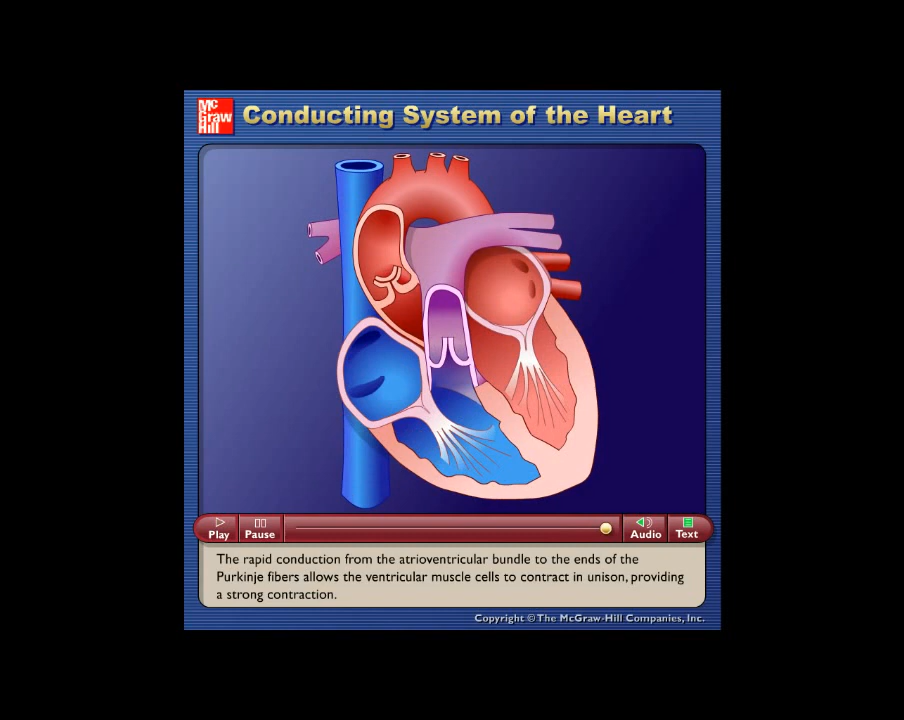 Mc
Graw
Hill
Conducting System of the Heart
Play
Pause
Audio
Text
The rapid conduction from the atrioventricular bundle to the ends of the
Purkinje fibers allows the ventricular muscle cells to contract in unison, providing
a strong contraction.
Copyright © The McGraw-Hill Companies, Inc.